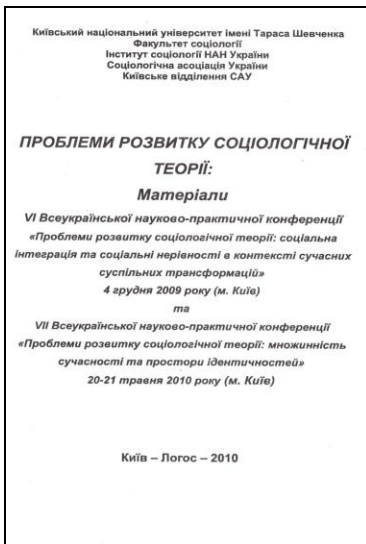 Київський національний університет імені Тараса Шевченка
Факультет соціології
Інститут соціології НАН України
Соціологічна асоціація України
Київське відділення САУ
ПРОБЛЕМИ РОЗВИТКУ СОЦІОЛОГІЧНОЇ
ТЕОРІЇ:
Матеріали
VI Всеукраїнської науково-практичної конференції
«Проблеми розвитку соціологічної теорії: соціальна
інтеграція та соціальні нерівності в контексті сучасних
суспільних трансформацій»
4 грудня 2009 року (м. Київ)
та
VII Всеукраїнської науково-практичної конференції
«Проблеми розвитку соціологічної теорії: множинність
сучасності та простори ідентичностей»
20-21 травня 2010 року (м. Київ)
Київ – Логос – 2010